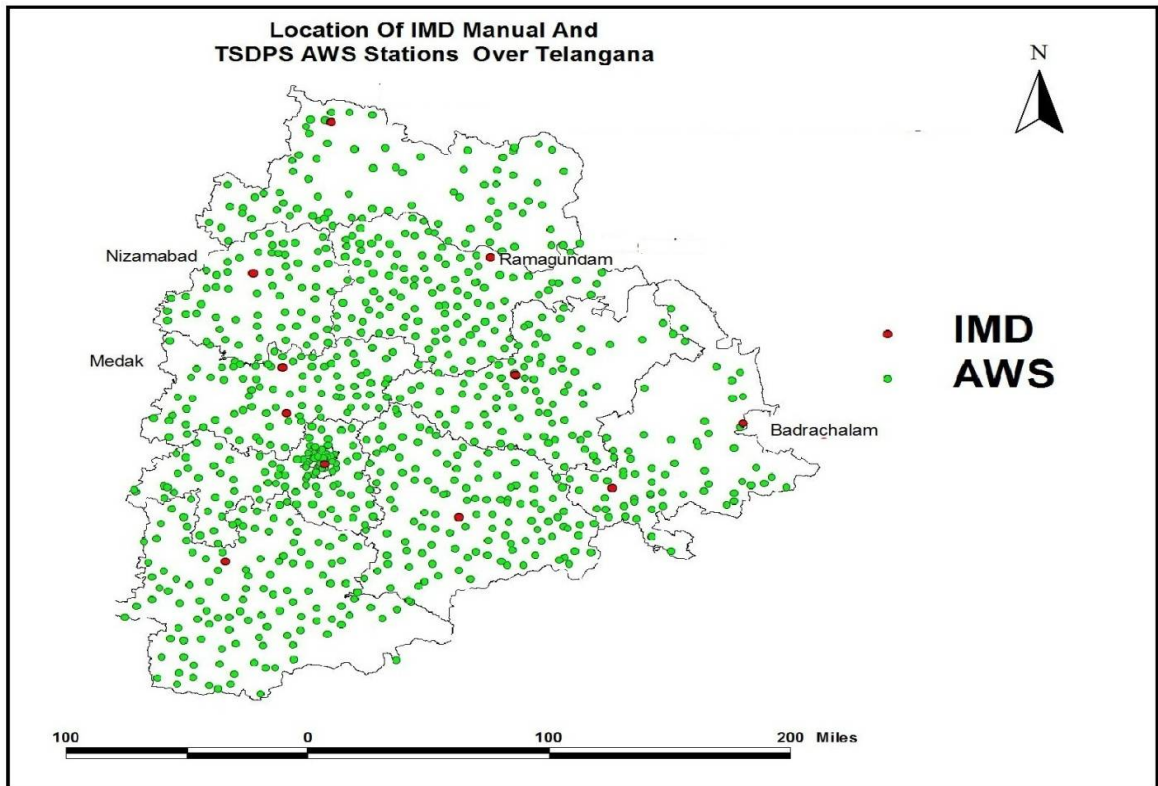 Location Of IMD Manual And
TSDPS AWS Stations Over Telangana
N
Nizamabad
Ramagundam
Medak
IMD
AWS
Badrachalam
100 0 100 200 Miles